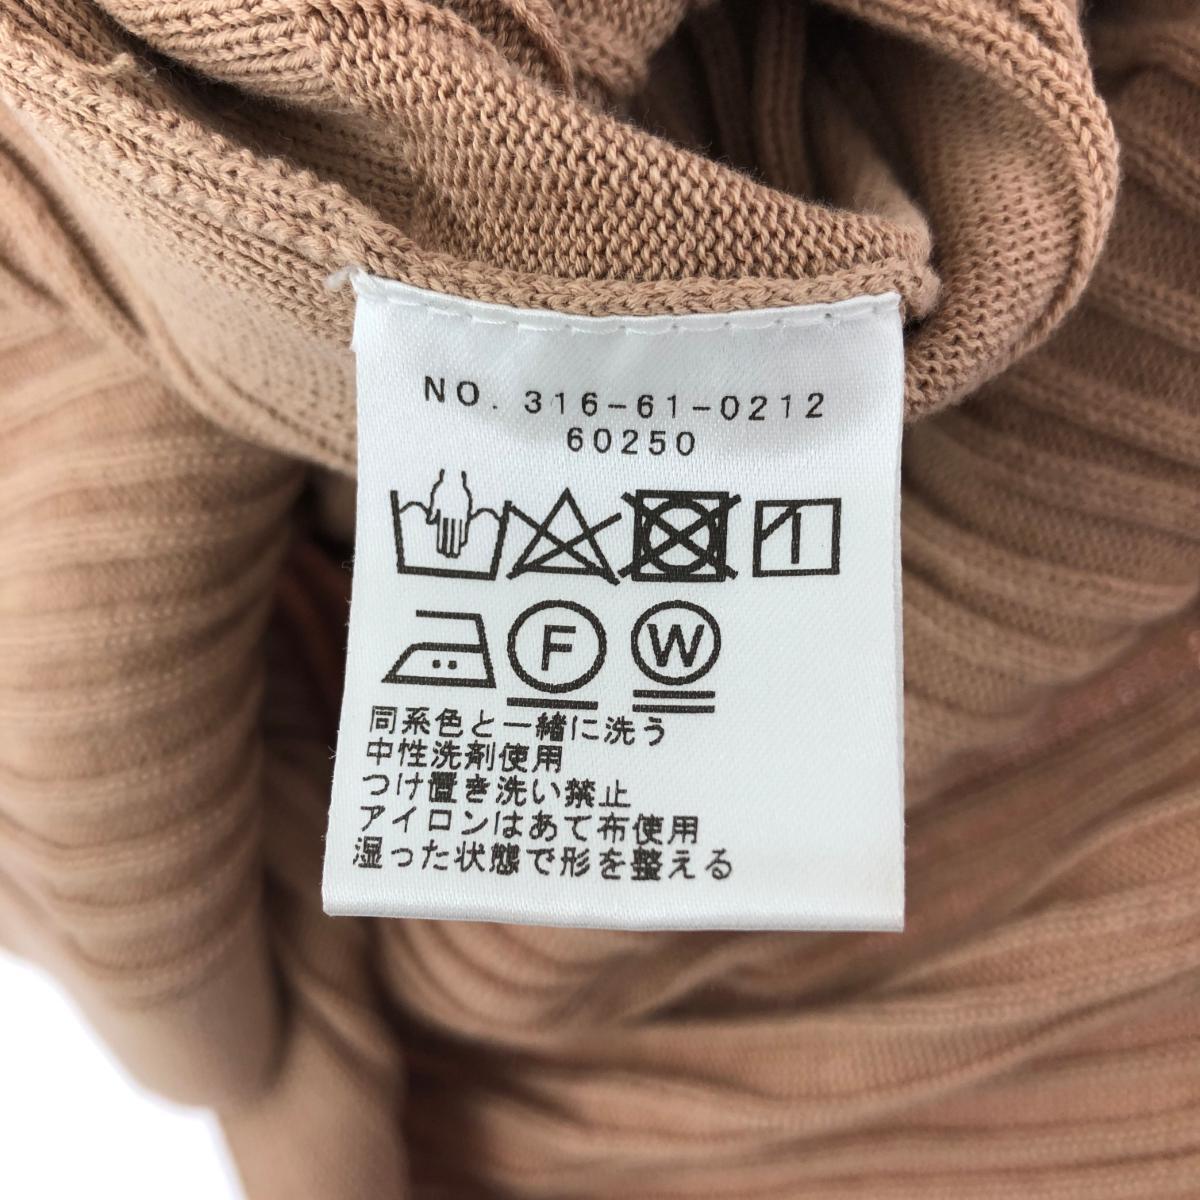 NO. 316-61-0212
60250
F W
同系色と一緒に洗う
中性洗剤使用
つけ置き洗い禁止
アイロンはあて布使用
湿った状態で形を整える